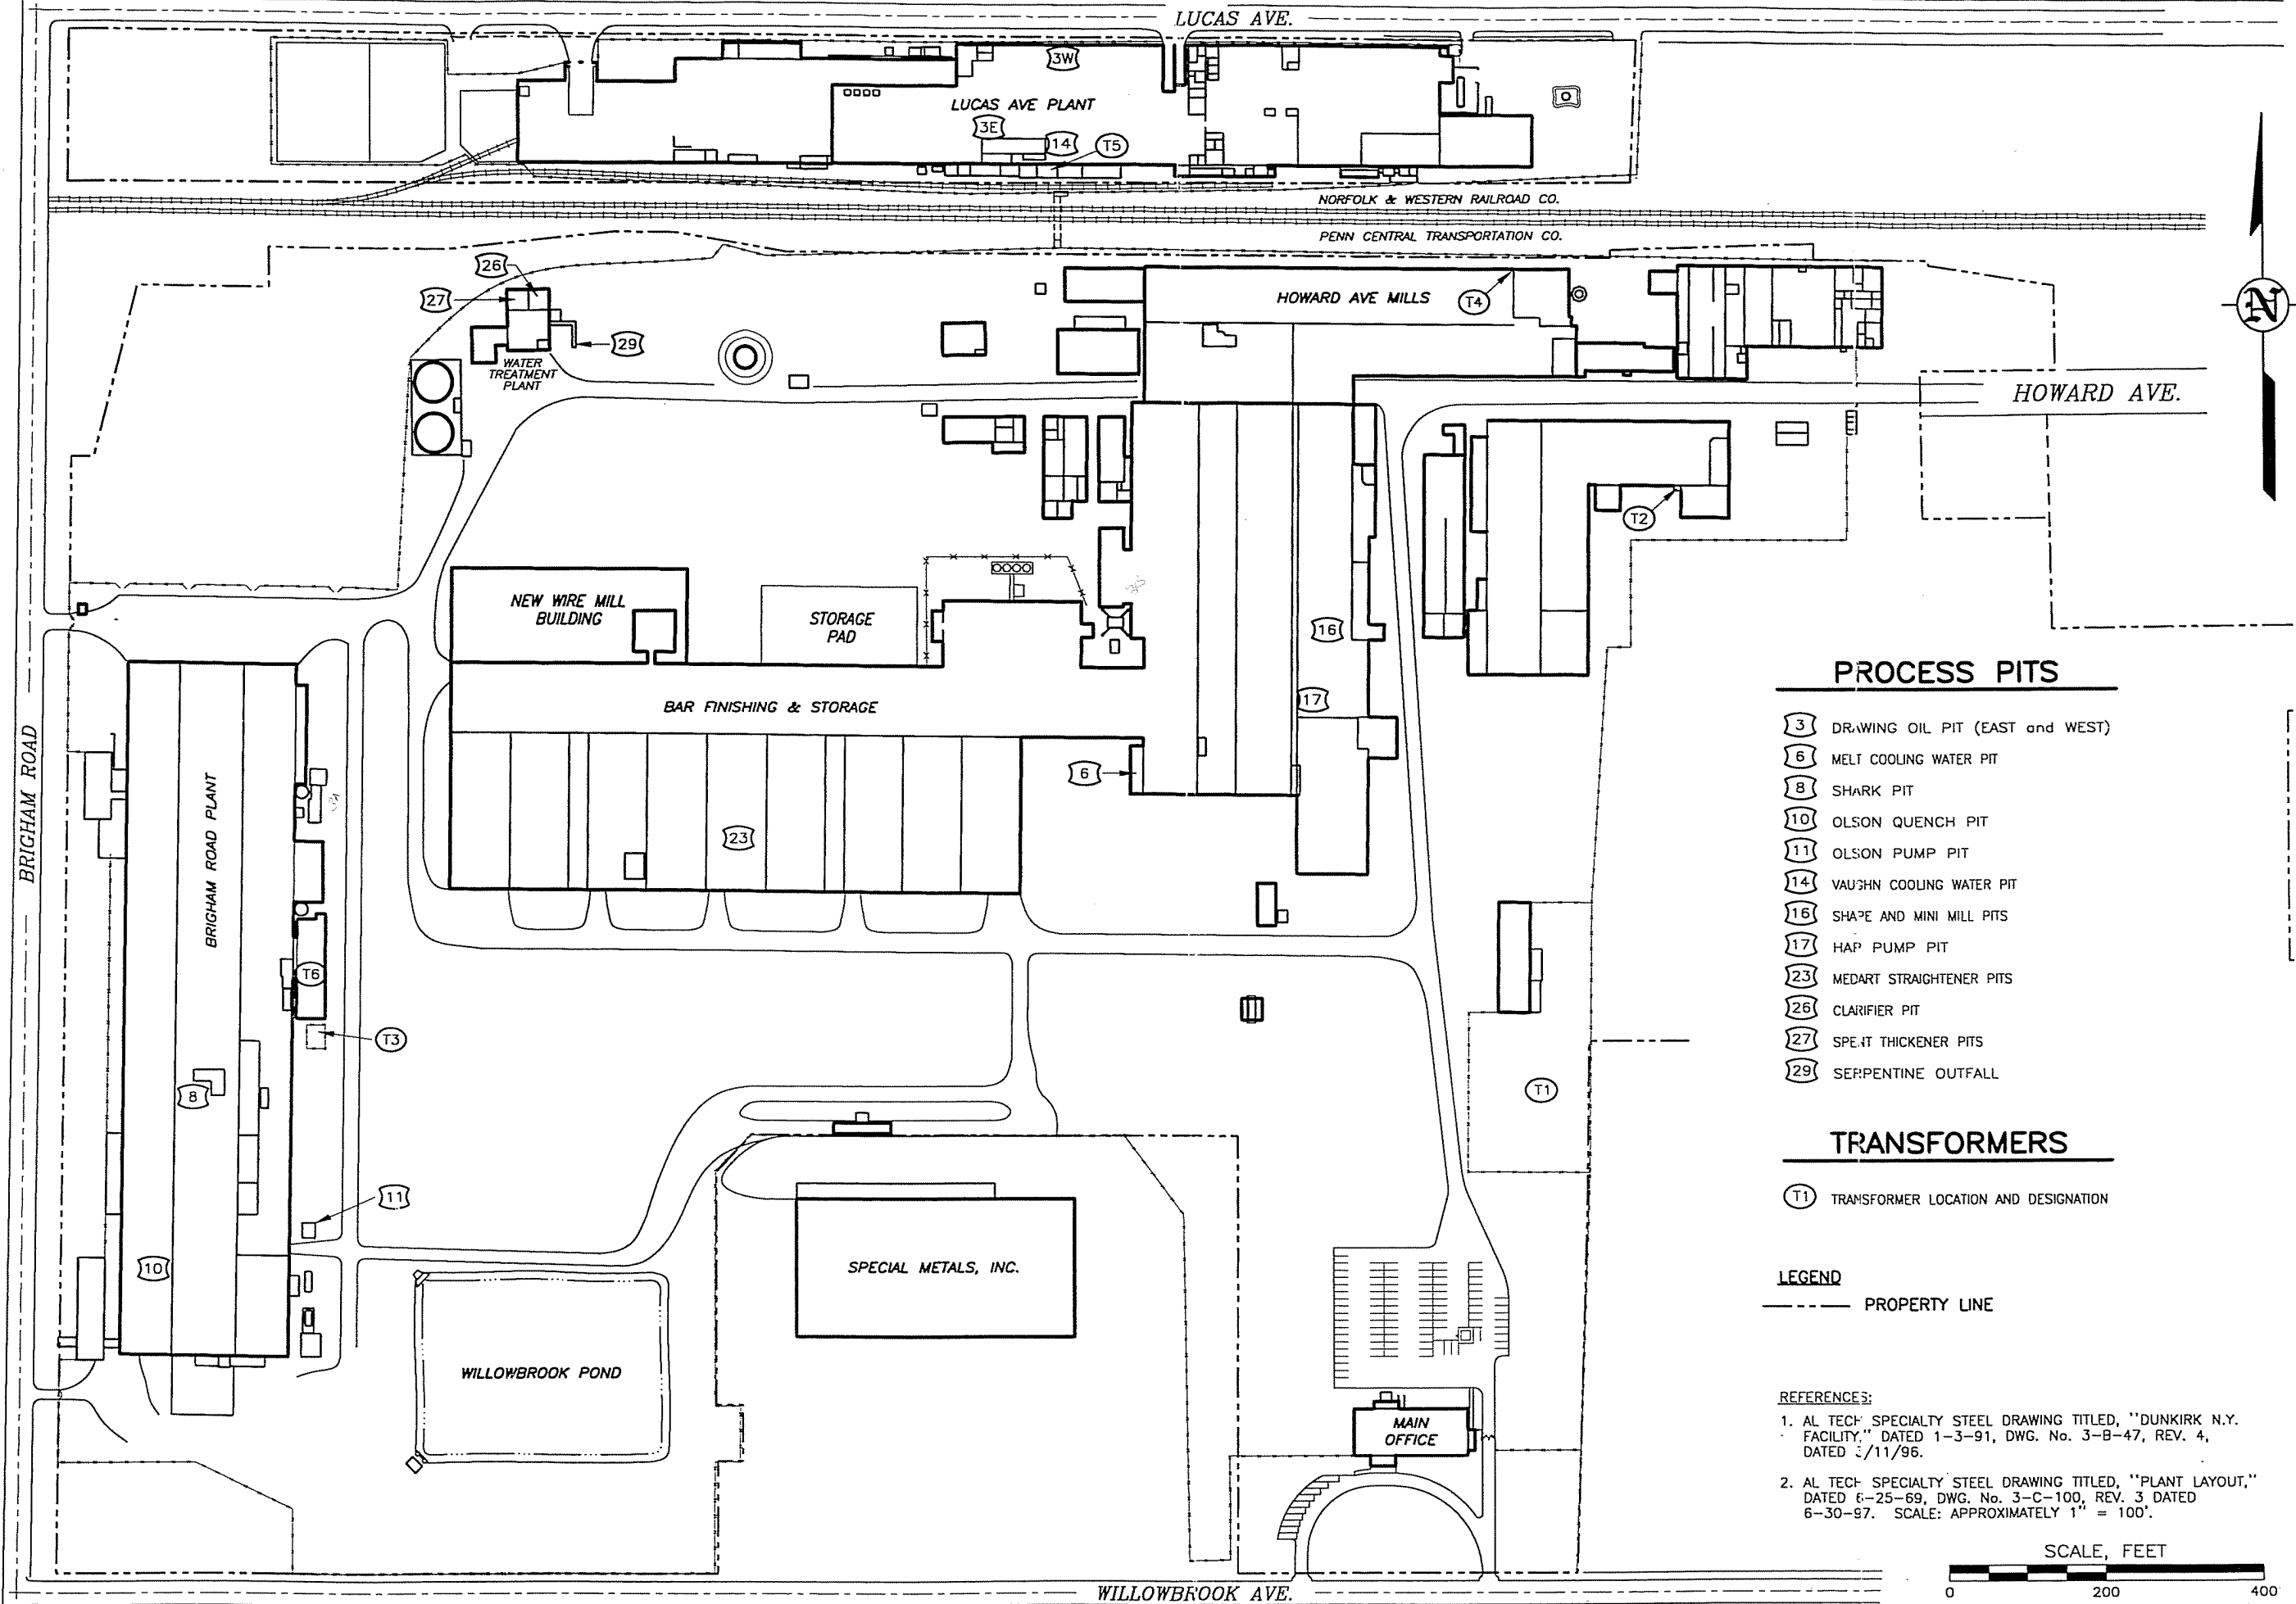 LUCAS AVE.
3W
LUCAS AVE PLANT
3E
14
T5
NORFOLK & WESTERN RAILROAD CO.
PENN CENTRAL TRANSPORTATION CO.
26
27
29
WATER
TREATMENT
PLANT
HOWARD AVE MILLS
T4
N
HOWARD AVE.
T2
NEW WIRE MILL
BUILDING
STORAGE
PAD
16
17
BAR FINISHING & STORAGE
6
23
BRIGHAM ROAD
BRIGHAM ROAD PLANT
T6
T3
8
11
10
T1
SPECIAL METALS, INC.
WILLOWBROOK POND
MAIN
OFFICE
WILLOWBROOK AVE.
PROCESS PITS
3 DRAWING OIL PIT (EAST and WEST)
6 MELT COOLING WATER PIT
8 SHARK PIT
10 OLSON QUENCH PIT
11 OLSON PUMP PIT
14 VAUGHN COOLING WATER PIT
16 SHAPE AND MINI MILL PITS
17 HAP PUMP PIT
23 MEDART STRAIGHTENER PITS
26 CLARIFIER PIT
27 SPENT THICKENER PITS
29 SERPENTINE OUTFALL
TRANSFORMERS
T1 TRANSFORMER LOCATION AND DESIGNATION
LEGEND
PROPERTY LINE
REFERENCES:
1. AL TECH SPECIALTY STEEL DRAWING TITLED, "DUNKIRK N.Y.
FACILITY," DATED 1-3-91, DWG. No. 3-B-47, REV. 4,
DATED /11/96.
2. AL TECH SPECIALTY STEEL DRAWING TITLED, "PLANT LAYOUT,"
DATED 6-25-69, DWG. No. 3-C-100, REV. 3 DATED
6-30-97. SCALE: APPROXIMATELY 1" = 100'.
SCALE, FEET
0 200 400